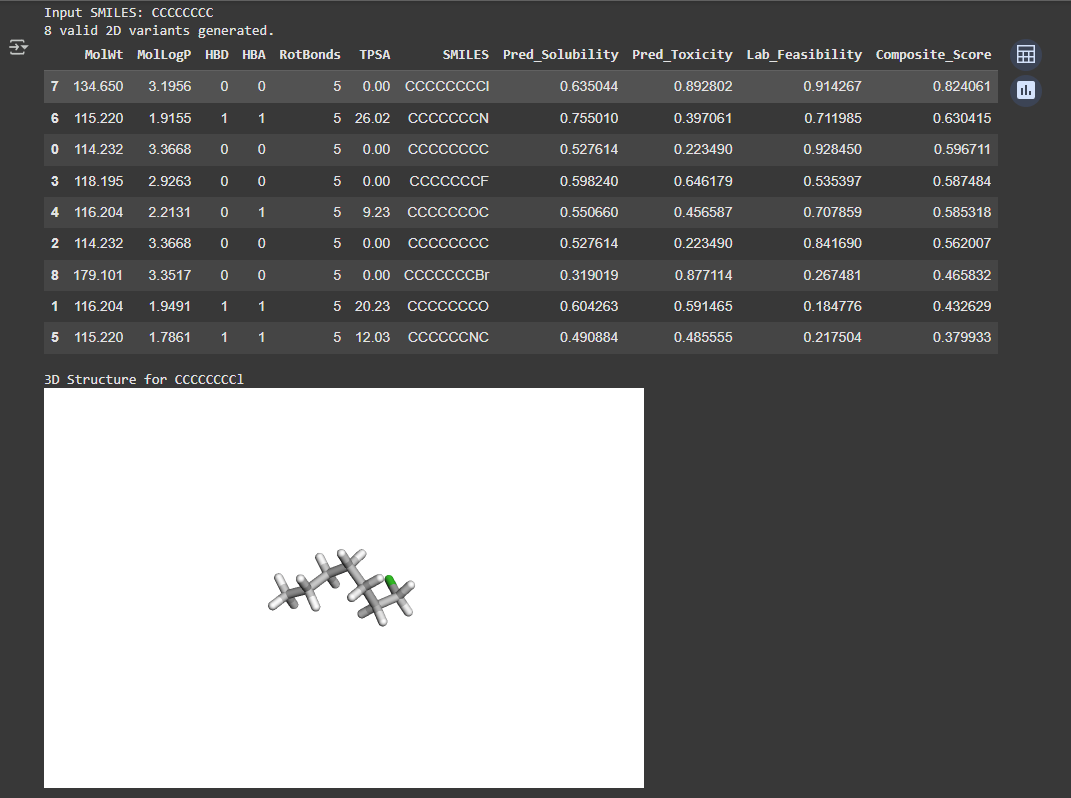 Input SMILES: CCCCCCCC
8 valid 2D variants generated.
MolWt MolLogP HBD HBA RotBonds TPSA SMILES Pred_Solubility Pred_Toxicity Lab_Feasibility Composite_Score
7 134.650 3.1956 0 0 5 0.00 CCCCCCCCl 0.635044 0.892802 0.914267 0.824061
6 115.220 1.9155 1 1 5 26.02 CCCCCCCN 0.755010 0.397061 0.711985 0.630415
0 114.232 3.3668 0 0 5 0.00 CCCCCCCC 0.527614 0.223490 0.928450 0.596711
3 118.195 2.9263 0 0 5 0.00 CCCCCCCF 0.598240 0.646179 0.535397 0.587484
4 116.204 2.2131 0 1 5 9.23 CCCCCCOC 0.550660 0.456587 0.707859 0.585318
2 114.232 3.3668 0 0 5 0.00 CCCCCCCC 0.527614 0.223490 0.841690 0.562007
8 179.101 3.3517 0 0 5 0.00 CCCCCCCBr 0.319019 0.877114 0.267481 0.465832
1 116.204 1.9491 1 1 5 20.23 CCCCCCCO 0.604263 0.591465 0.184776 0.432629
5 115.220 1.7861 1 1 5 12.03 CCCCCCNC 0.490884 0.485555 0.217504 0.379933
3D Structure for CCCCCCCCl